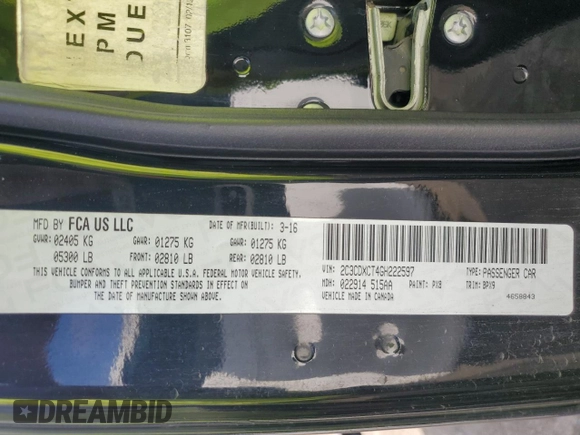 EX
PM
DUE
MFD BY FCA US LLC
DATE OF MFR(BUILT): 3-16
GVWR: 02405 KG GAWR: 01275 KG GAWR: 01275 KG
05300 LB FRONT: 02810 LB REAR: 02810 LB
THIS VEHICLE CONFORMS TO ALL APPLICABLE U.S.A. FEDERAL MOTOR VEHICLE SAFETY,
BUMPER AND THEFT PREVENTION STANDARDS IN EFFECT ON THE
DATE OF MANUFACTURE SHOWN ABOVE.
VIN: 2C3CDXCT4GH222597 TYPE: PASSENGER CAR
MDH: 022914 515AA PAINT: PX8 TRIM: BPX9
VEHICLE MADE IN CANADA 4658843
DREAMBID